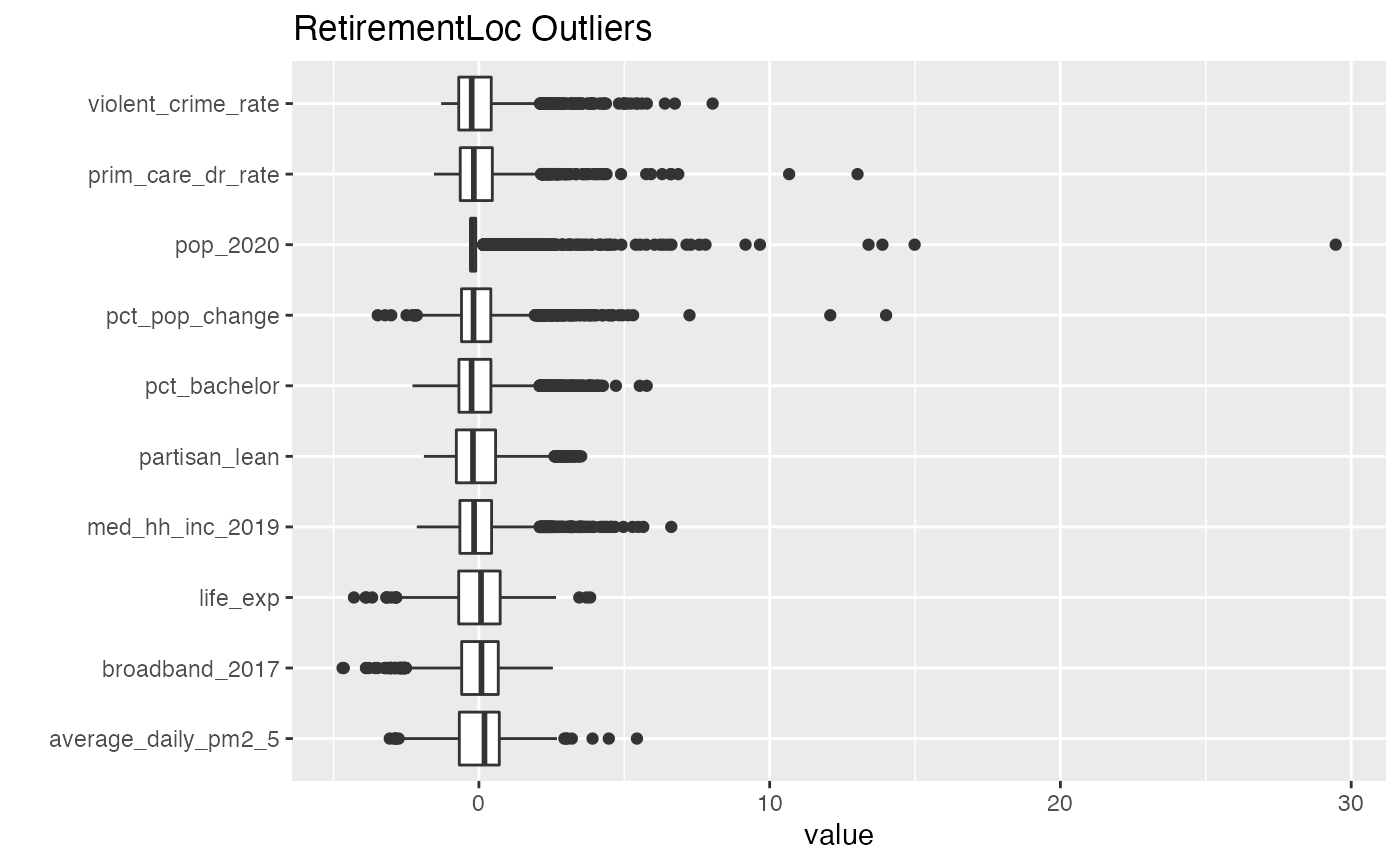 RetirementLoc Outliers
violent_crime_rate
prim_care_dr_rate
pop_2020
pct_pop_change
pct_bachelor
partisan_lean
med_hh_inc_2019
life_exp
broadband_2017
average_daily_pm2_5
0 10 20 30
value